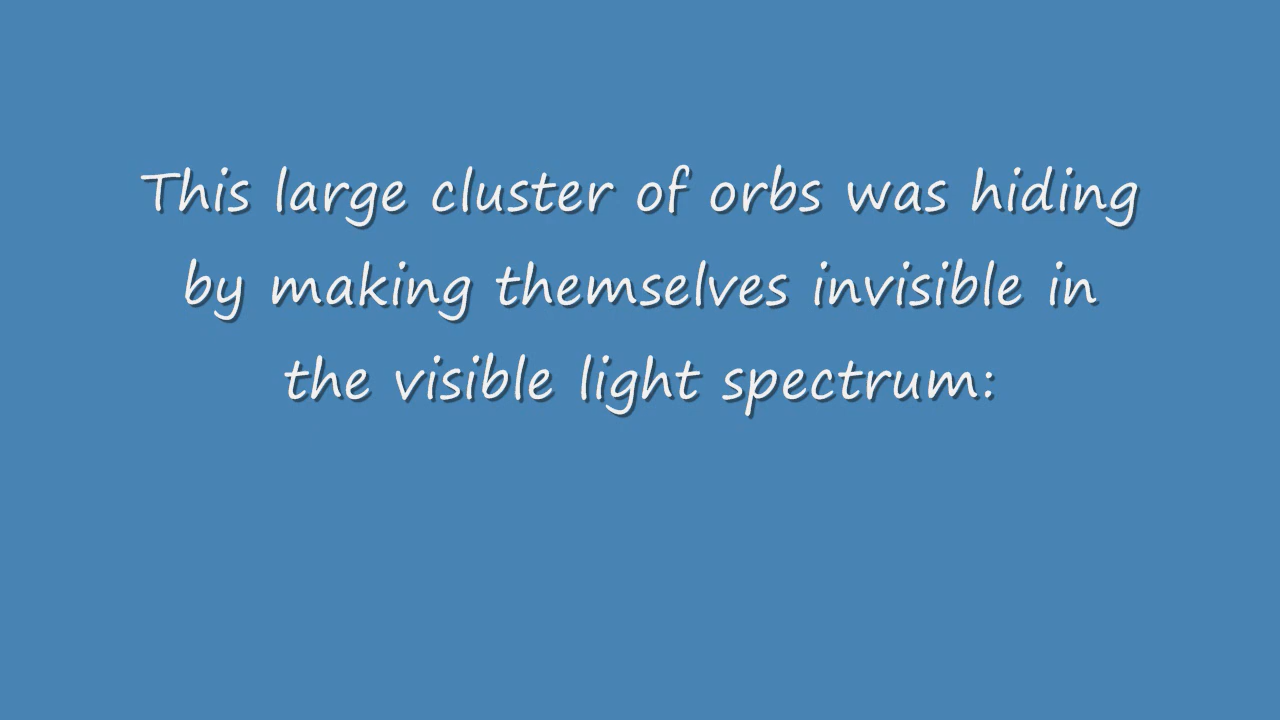 This large cluster of orbs was hiding
by making themselves invisible in
the visible light spectrum: